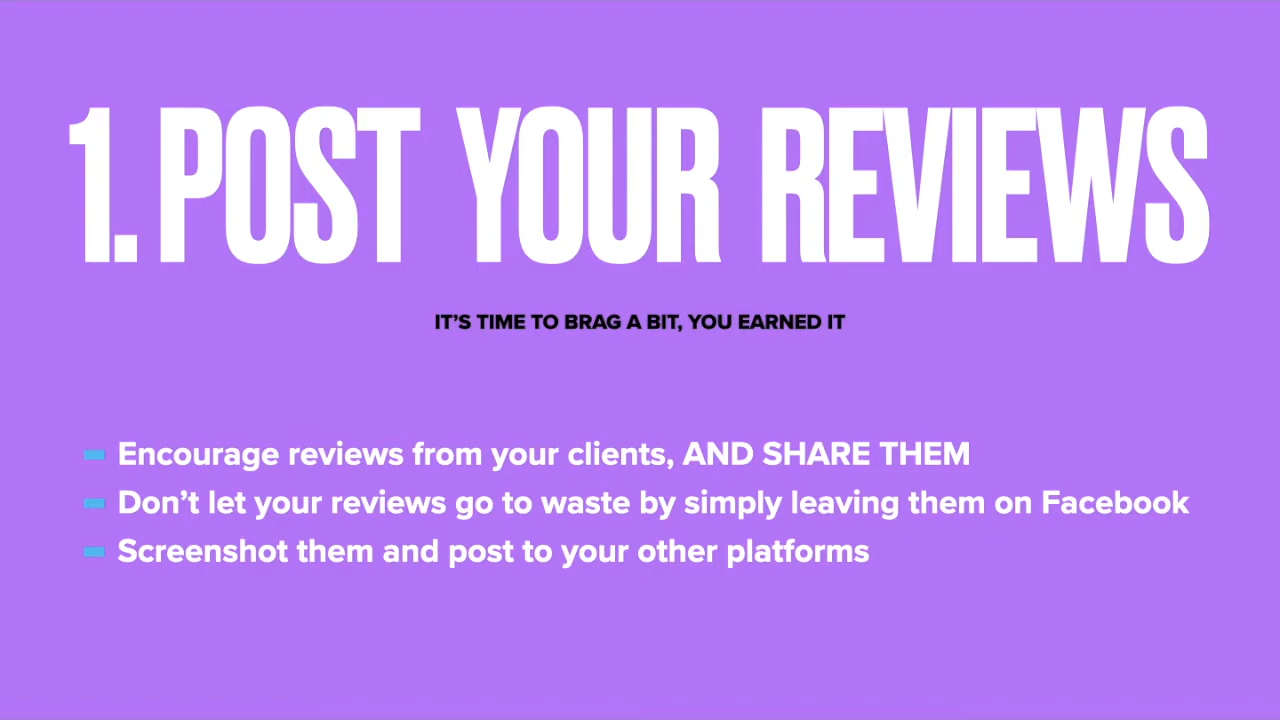 1. POST YOUR REVIEWS
IT’S TIME TO BRAG A BIT, YOU EARNED IT
Encourage reviews from your clients, AND SHARE THEM
Don’t let your reviews go to waste by simply leaving them on Facebook
Screenshot them and post to your other platforms